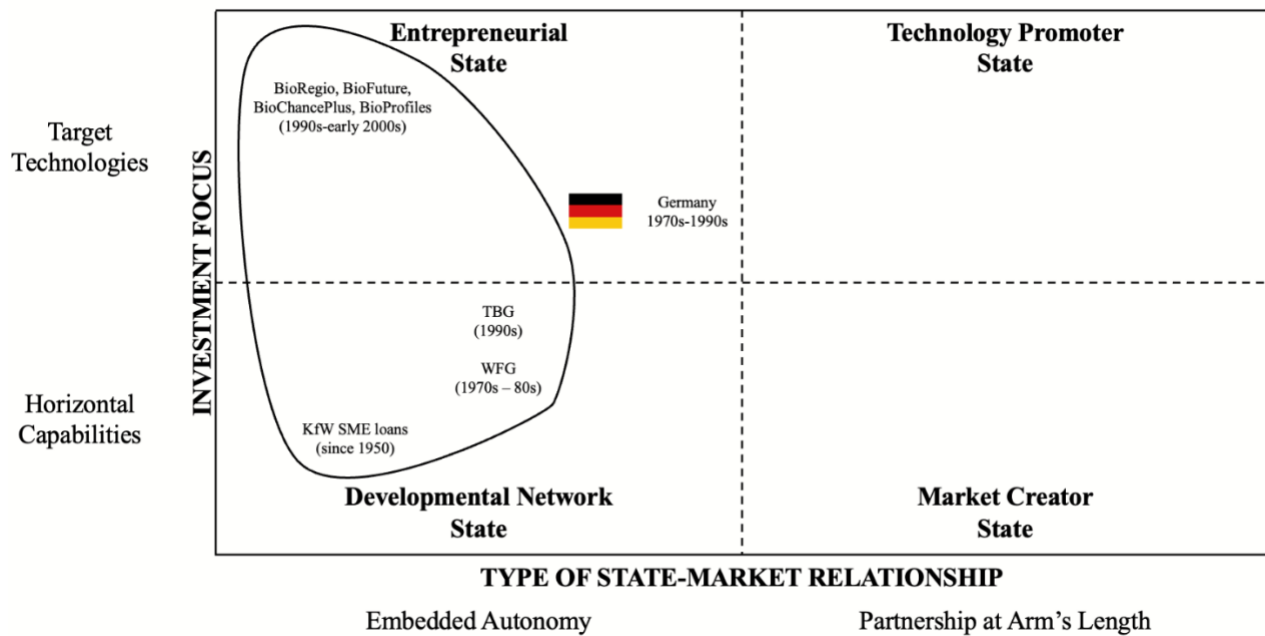 Entrepreneurial
State
Technology Promoter
State
BioRegio, BioFuture,
BioChancePlus, BioProfiles
(1990s-early 2000s)
Target
Technologies
Germany
1970s-1990s
INVESTMENT FOCUS
TBG
(1990s)
WFG
(1970s – 80s)
Horizontal
Capabilities
KfW SME loans
(since 1950)
Developmental Network
State
Market Creator
State
TYPE OF STATE-MARKET RELATIONSHIP
Embedded Autonomy
Partnership at Arm’s Length